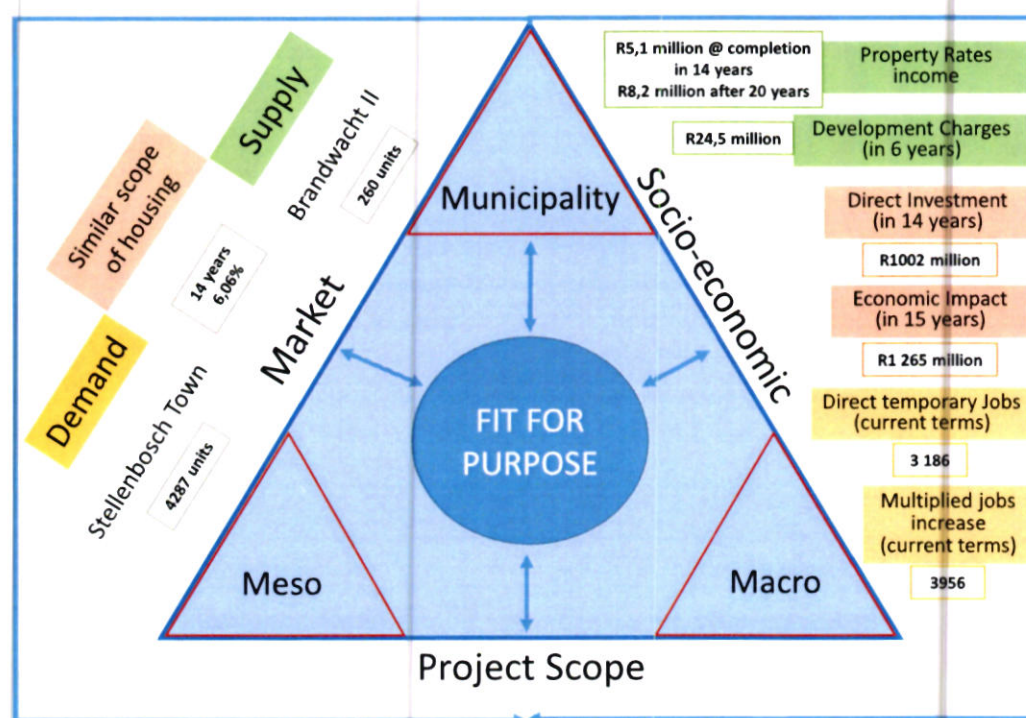 Supply
Brandwacht II
260 units
Similar scope
of housing
14 years
6,06%
Demand
Stellenbosch Town
4287 units
Market
Municipality
Socio-economic
FIT FOR
PURPOSE
Meso
Macro
Project Scope
R5,1 million @ completion
in 14 years
R8,2 million after 20 years
Property Rates
income
R24,5 million
Development Charges
(in 6 years)
Direct Investment
(in 14 years)
R1002 million
Economic Impact
(in 15 years)
R1 265 million
Direct temporary Jobs
(current terms)
3 186
Multiplied jobs
increase
(current terms)
3956